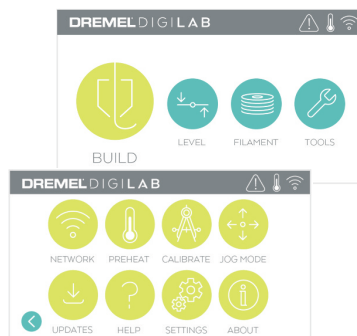 DREMEL DIGILAB
LEVEL FILAMENT TOOLS
BUILD
DREMEL DIGILAB
NETWORK PREHEAT CALIBRATE JOG MODE
UPDATES HELP SETTINGS ABOUT